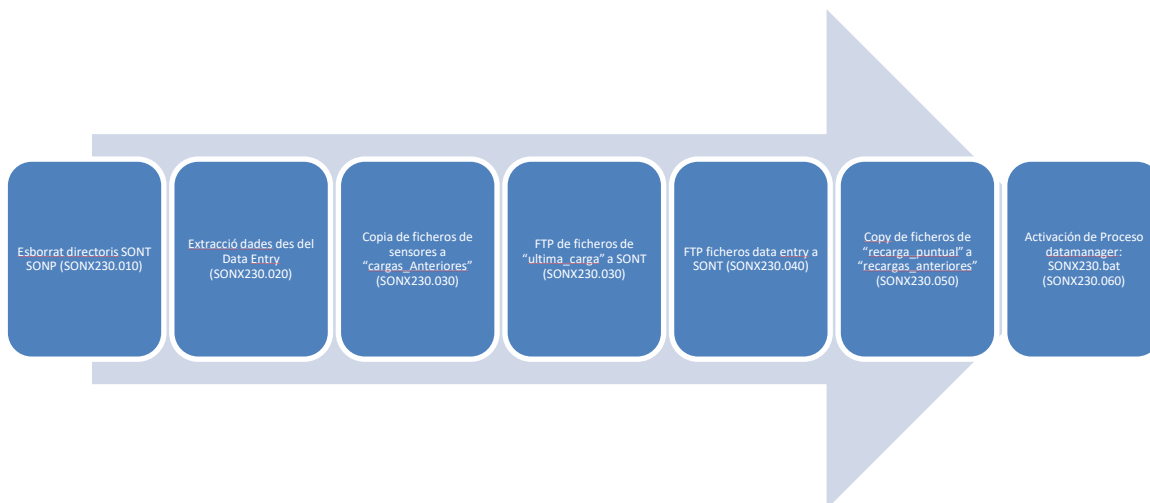 Esborrat directoris SONT
SONP (SONX230.010)
Extracció dades des del
Data Entry
(SONX230.020)
Copia de ficheros de
sensores a
“cargas_Anteriores”
(SONX230.030)
FTP de ficheros de
“ultima_carga” a SONT
(SONX230.030)
FTP ficheros data entry a
SONT (SONX230.040)
Copy de ficheros de
“recarga_puntual” a
“recargas_anteriores”
(SONX230.050)
Activación de Proceso
datamanager:
SONX230.bat
(SONX230.060)